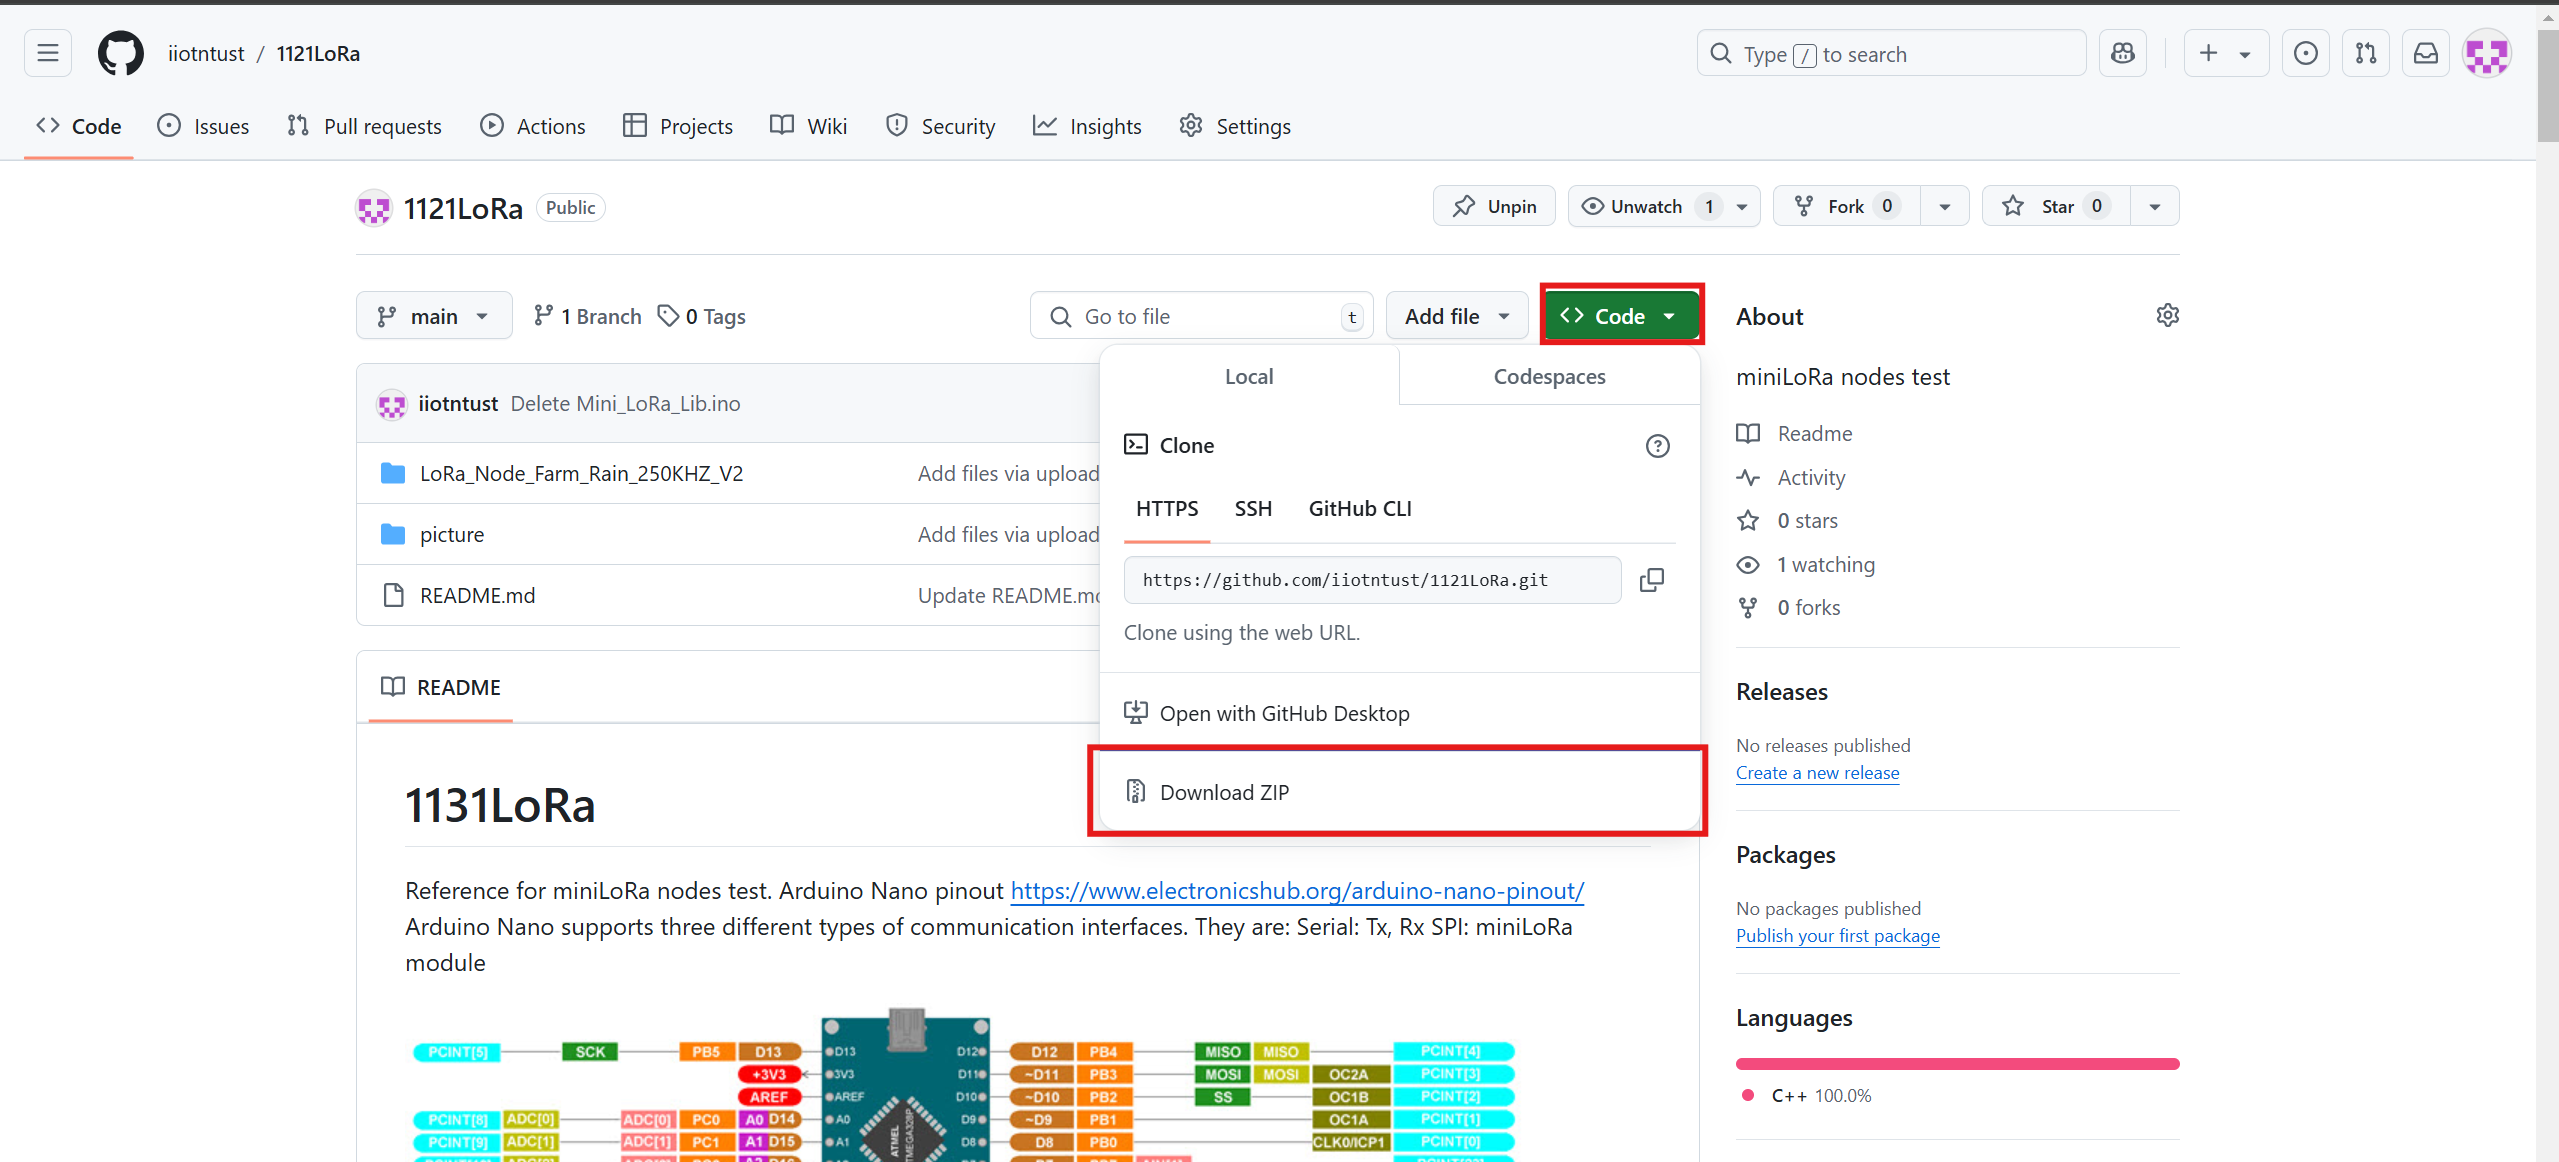 iiotntust / 1121LoRa
Type / to search
Code
Issues
Pull requests
Actions
Projects
Wiki
Security
Insights
Settings
1121LoRa
Public
Unpin
Unwatch 1
Fork 0
Star 0
main
1 Branch
0 Tags
Go to file
t
Add file
Code
Local
Codespaces
Clone
HTTPS
SSH
GitHub CLI
https://github.com/iiotntust/1121LoRa.git
Clone using the web URL.
Open with GitHub Desktop
Download ZIP
iiotntust Delete Mini_LoRa_Lib.ino
LoRa_Node_Farm_Rain_250KHZ_V2 Add files via upload
picture Add files via upload
README.md Update README.md
README
1131LoRa
Reference for miniLoRa nodes test. Arduino Nano pinout https://www.electronicshub.org/arduino-nano-pinout/
Arduino Nano supports three different types of communication interfaces. They are: Serial: Tx, Rx SPI: miniLoRa
module
PCINT[5] SCK PB5 D13 D13 D12 D12 PB4 MISO MISO PCINT[4]
+3V3 3V3 D11 ~D11 PB3 MOSI MOSI OC2A PCINT[3]
AREF AREF D10 ~D10 PB2 SS OC1B PCINT[2]
PCINT[8] ADC[0] ADC[0] PC0 A0 D14 A0 D9 ~D9 PB1 OC1A PCINT[1]
PCINT[9] ADC[1] ADC[1] PC1 A1 D15 A1 D8 D8 PB0 CLK0/ICP1 PCINT[0]
ATMEL
About
miniLoRa nodes test
Readme
Activity
0 stars
1 watching
0 forks
Releases
No releases published
Create a new release
Packages
No packages published
Publish your first package
Languages
C++ 100.0%